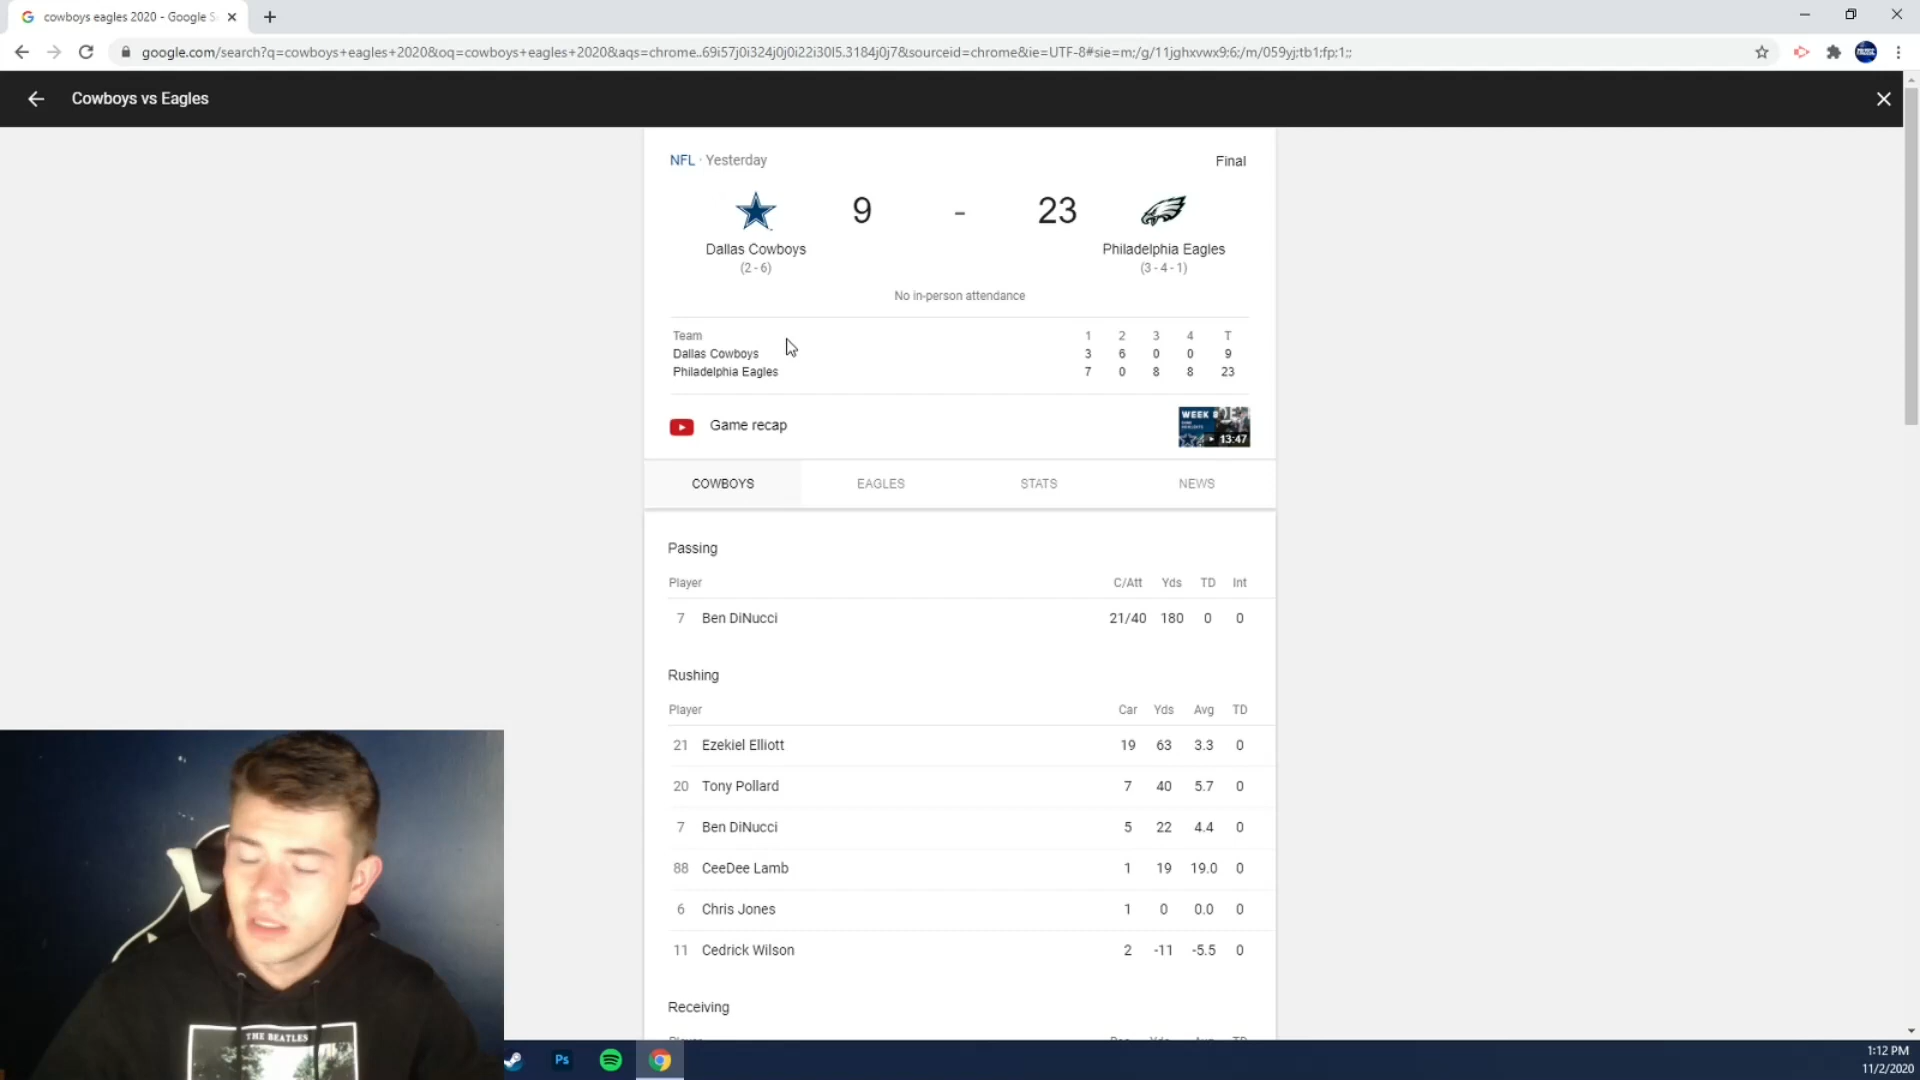 cowboys eagles 2020 - Google S
google.com/search?q=cowboys+eagles+2020&oq=cowboys+eagles+2020&aqs=chrome..69i57j0i324j0j0i22i30l5.3184j0j7&sourceid=chrome&ie=UTF-8#sie=m;/g/11jghxvwx9;6;/m/059yj;tb1;fp;1;;
Cowboys vs Eagles
NFL · Yesterday Final
9 - 23
Dallas Cowboys Philadelphia Eagles
(2 - 6) (3 - 4 - 1)
No in-person attendance
Team 1 2 3 4 T
Dallas Cowboys 3 6 0 0 9
Philadelphia Eagles 7 0 8 8 23
Game recap WEEK 8 13:47
COWBOYS EAGLES STATS NEWS
Passing
Player C/Att Yds TD Int
7 Ben DiNucci 21/40 180 0 0
Rushing
Player Car Yds Avg TD
21 Ezekiel Elliott 19 63 3.3 0
20 Tony Pollard 7 40 5.7 0
7 Ben DiNucci 5 22 4.4 0
88 CeeDee Lamb 1 19 19.0 0
6 Chris Jones 1 0 0.0 0
11 Cedrick Wilson 2 -11 -5.5 0
Receiving
THE BEATLES
Ps
1:12 PM
11/2/2020